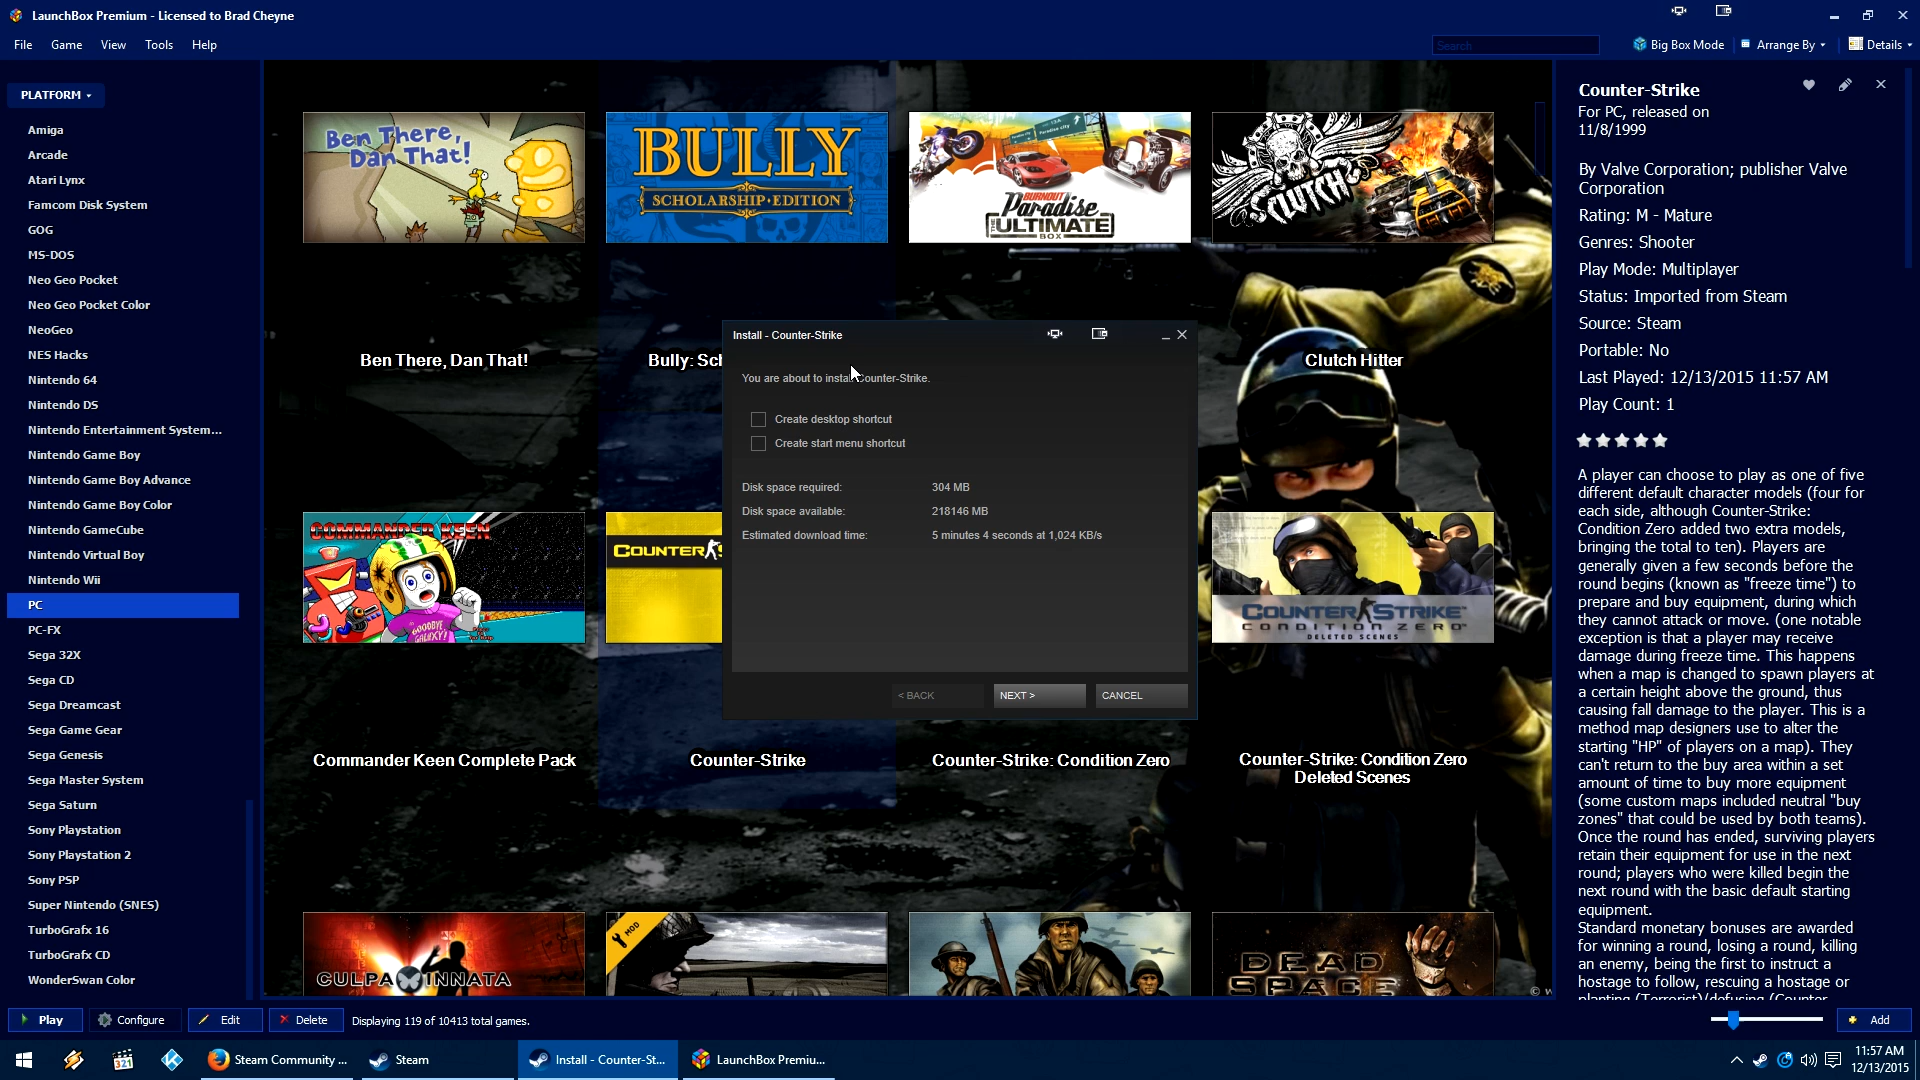 LaunchBox Premium - Licensed to Brad Cheyne
File Game View Tools Help
Search
Big Box Mode
Arrange By
Details
PLATFORM
Amiga
Arcade
Atari Lynx
Famcom Disk System
GOG
MS-DOS
Neo Geo Pocket
Neo Geo Pocket Color
NeoGeo
NES Hacks
Nintendo 64
Nintendo DS
Nintendo Entertainment System...
Nintendo Game Boy
Nintendo Game Boy Advance
Nintendo Game Boy Color
Nintendo GameCube
Nintendo Virtual Boy
Nintendo Wii
PC
PC-FX
Sega 32X
Sega CD
Sega Dreamcast
Sega Game Gear
Sega Genesis
Sega Master System
Sega Saturn
Sony Playstation
Sony Playstation 2
Sony PSP
Super Nintendo (SNES)
TurboGrafx 16
TurboGrafx CD
WonderSwan Color
Ben There,
Dan That!
BULLY
SCHOLARSHIP·EDITION
BURNOUT
Paradise
THE ULTIMATE
BOX
CLUTCH
Ben There, Dan That!
Bully: Sch
Clutch Hitter
Install - Counter-Strike
You are about to install Counter-Strike.
Create desktop shortcut
Create start menu shortcut
Disk space required: 304 MB
Disk space available: 218146 MB
Estimated download time: 5 minutes 4 seconds at 1,024 KB/s
< BACK
NEXT >
CANCEL
COMMANDER KEEN
GOODBYE,
GALAXY!
COUNTER
COUNTER STRIKE
CONDITION ZERO
DELETED SCENES
Commander Keen Complete Pack
Counter-Strike
Counter-Strike: Condition Zero
Counter-Strike: Condition Zero
Deleted Scenes
CULPA INNATA
MOD
DEAD
SPACE
Counter-Strike
For PC, released on
11/8/1999
By Valve Corporation; publisher Valve
Corporation
Rating: M - Mature
Genres: Shooter
Play Mode: Multiplayer
Status: Imported from Steam
Source: Steam
Portable: No
Last Played: 12/13/2015 11:57 AM
Play Count: 1
A player can choose to play as one of five
different default character models (four for
each side, although Counter-Strike:
Condition Zero added two extra models,
bringing the total to ten). Players are
generally given a few seconds before the
round begins (known as "freeze time") to
prepare and buy equipment, during which
they cannot attack or move. (one notable
exception is that a player may receive
damage during freeze time. This happens
when a map is changed to spawn players at
a certain height above the ground, thus
causing fall damage to the player. This is a
method map designers use to alter the
starting "HP" of players on a map). They
can't return to the buy area within a set
amount of time to buy more equipment
(some custom maps included neutral "buy
zones" that could be used by both teams).
Once the round has ended, surviving players
retain their equipment for use in the next
round; players who were killed begin the
next round with the basic default starting
equipment.
Standard monetary bonuses are awarded
for winning a round, losing a round, killing
an enemy, being the first to instruct a
hostage to follow, rescuing a hostage or
planting (Terrorist)/defusing (Counter
Play
Configure
Edit
Delete
Displaying 119 of 10413 total games.
Add
321
Steam Community ...
Steam
Install - Counter-St...
LaunchBox Premiu...
11:57 AM
12/13/2015